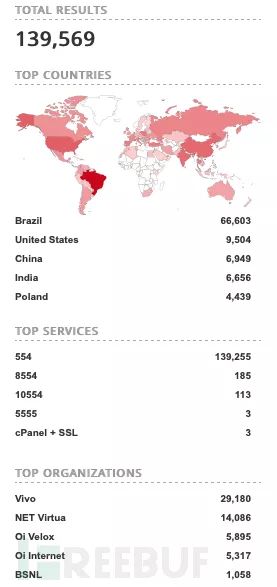 TOTAL RESULTS
139,569
TOP COUNTRIES
Brazil 66,603
United States 9,504
China 6,949
India 6,656
Poland 4,439
TOP SERVICES
554 139,255
8554 185
10554 113
5555 3
cPanel + SSL 3
TOP ORGANIZATIONS
Vivo 29,180
NET Virtua 14,086
Oi Velox 5,895
Oi Internet 5,317
BSNL 1,058
FREEBUF